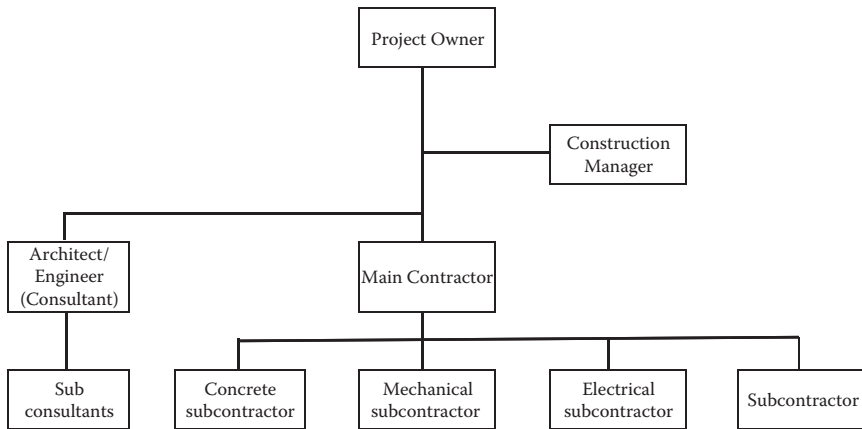 Project Owner
Construction
Manager
Architect/
Engineer
(Consultant)
Main Contractor
Sub
consultants
Concrete
subcontractor
Mechanical
subcontractor
Electrical
subcontractor
Subcontractor